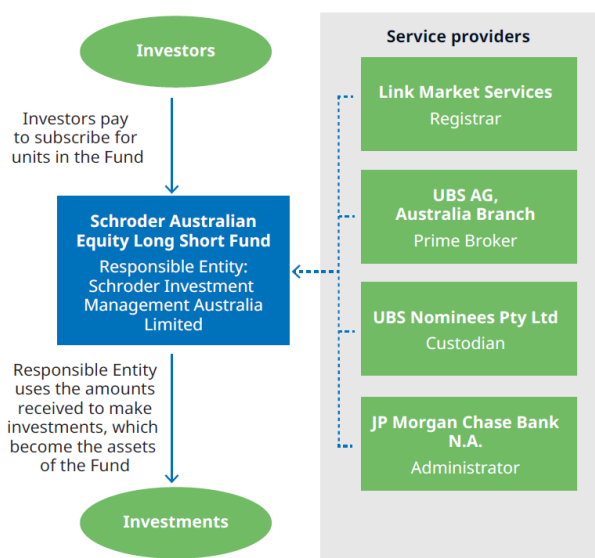 Investors
Investors pay
to subscribe for
units in the Fund
Schroder Australian
Equity Long Short Fund
Responsible Entity:
Schroder Investment
Management Australia
Limited
Responsible Entity
uses the amounts
received to make
investments, which
become the assets
of the Fund
Investments
Service providers
Link Market Services
Registrar
UBS AG,
Australia Branch
Prime Broker
UBS Nominees Pty Ltd
Custodian
JP Morgan Chase Bank
N.A.
Administrator